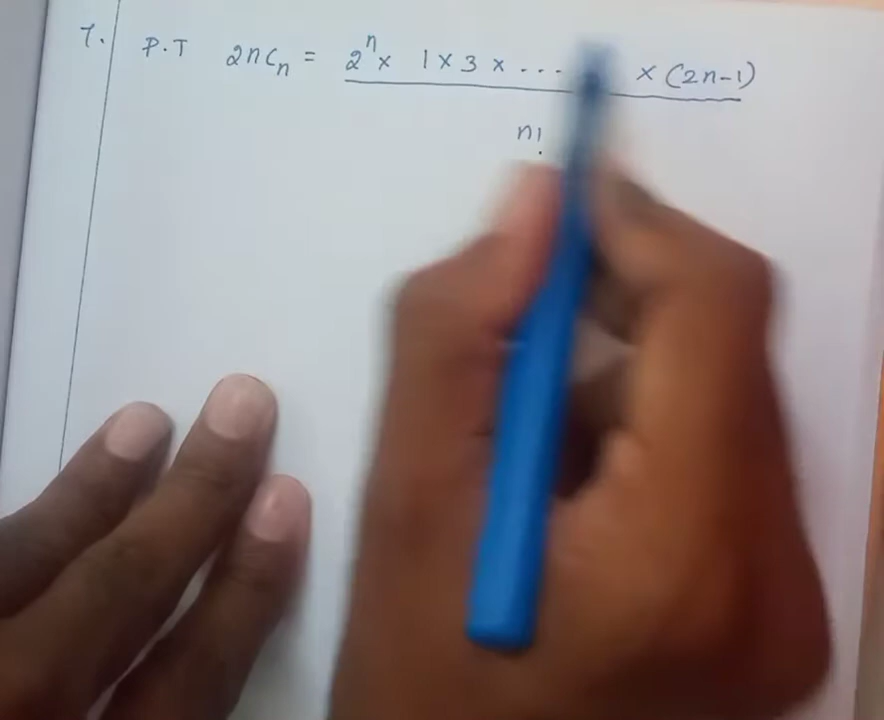 7. P.T 2nCn = 2^n × 1 × 3 × ... × (2n-1)
n!